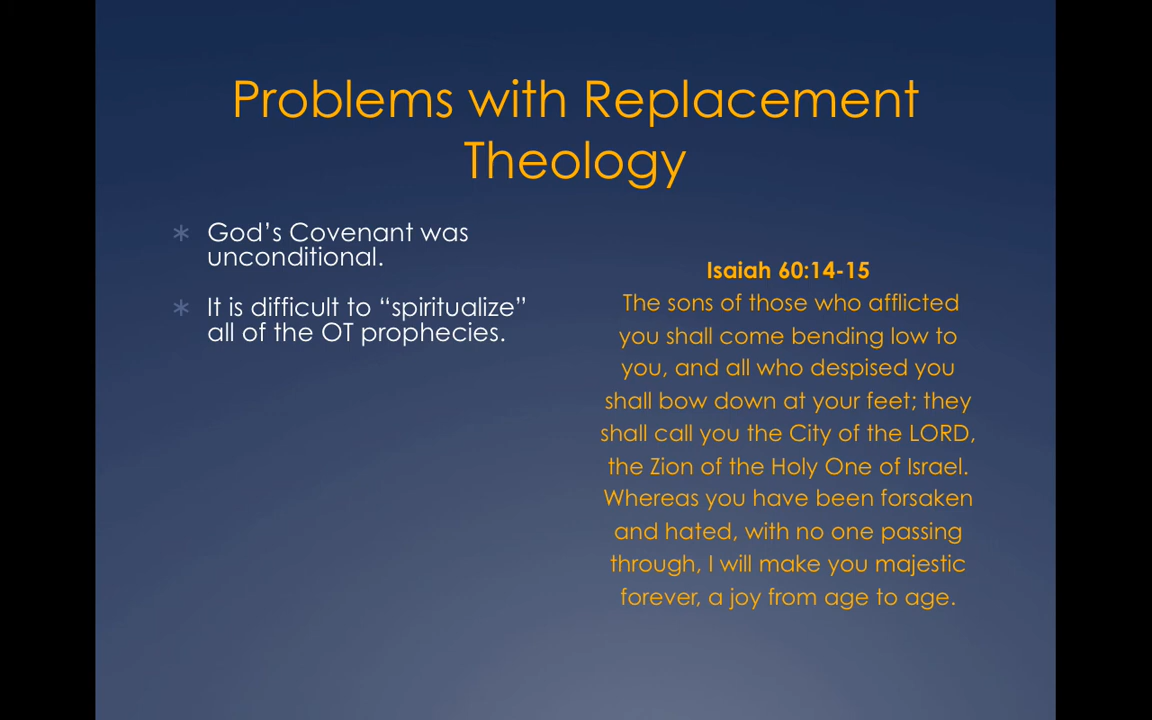 Problems with Replacement
Theology
* God’s Covenant was
unconditional.
* It is difficult to “spiritualize”
all of the OT prophecies.
Isaiah 60:14-15
The sons of those who afflicted
you shall come bending low to
you, and all who despised you
shall bow down at your feet; they
shall call you the City of the LORD,
the Zion of the Holy One of Israel.
Whereas you have been forsaken
and hated, with no one passing
through, I will make you majestic
forever, a joy from age to age.